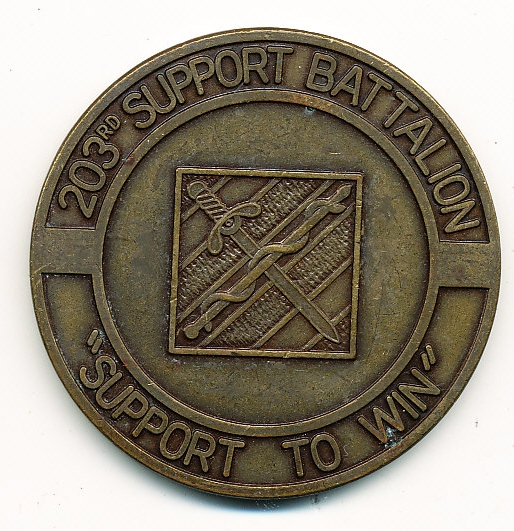 203RD SUPPORT BATTALION
"SUPPORT TO WIN"